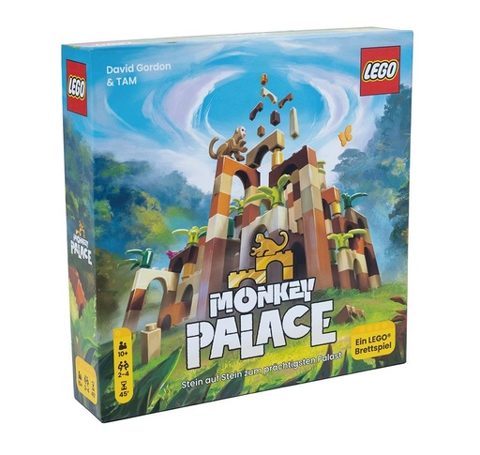 David Gordon
& TAM
LEGO
MONKEY
PALACE
Stein auf Stein zum prächtigsten Palast
Ein LEGO®
Brettspiel
10+
2–4
45'
LEGO
MONKEY
PALACE